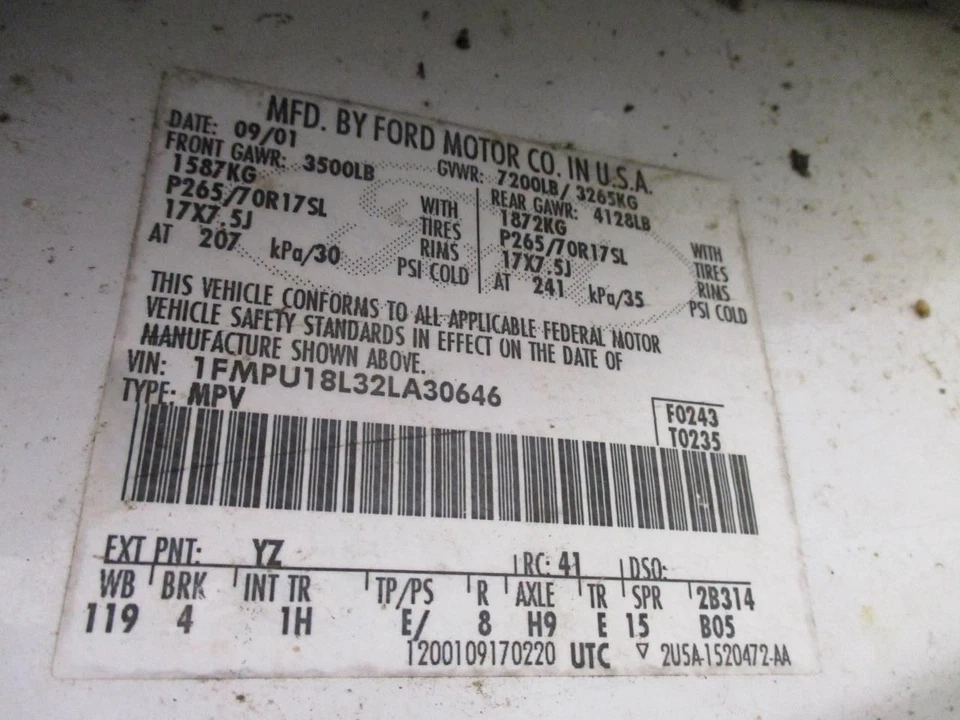 MFD. BY FORD MOTOR CO. IN U.S.A.
DATE: 09/01 GVWR: 7200LB/ 3265KG
FRONT GAWR: 3500LB REAR GAWR: 4128LB
1587KG WITH 1872KG WITH
P265/70R17SL TIRES P265/70R17SL TIRES
17X7.5J RIMS 17X7.5J RIMS
AT 207 kPa/30 PSI COLD AT 241 kPa/35 PSI COLD
THIS VEHICLE CONFORMS TO ALL APPLICABLE FEDERAL MOTOR
VEHICLE SAFETY STANDARDS IN EFFECT ON THE DATE OF
MANUFACTURE SHOWN ABOVE.
VIN: 1FMPU18L32LA30646
TYPE: MPV
F0243
T0235
EXT PNT: YZ RC: 41 DSO:
WB BRK INT TR TP/PS R AXLE TR SPR 2B314
119 4 1H E/ 8 H9 E 15 B05
1200109170220 UTC ▽ 2U5A-1520472-AA